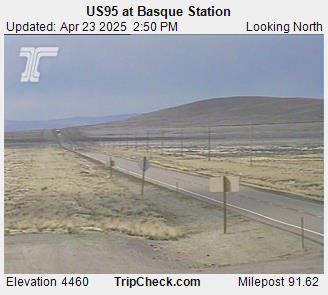 US95 at Basque Station
Updated: Apr 23 2025 2:50 PM Looking North
Elevation 4460 TripCheck.com Milepost 91.62